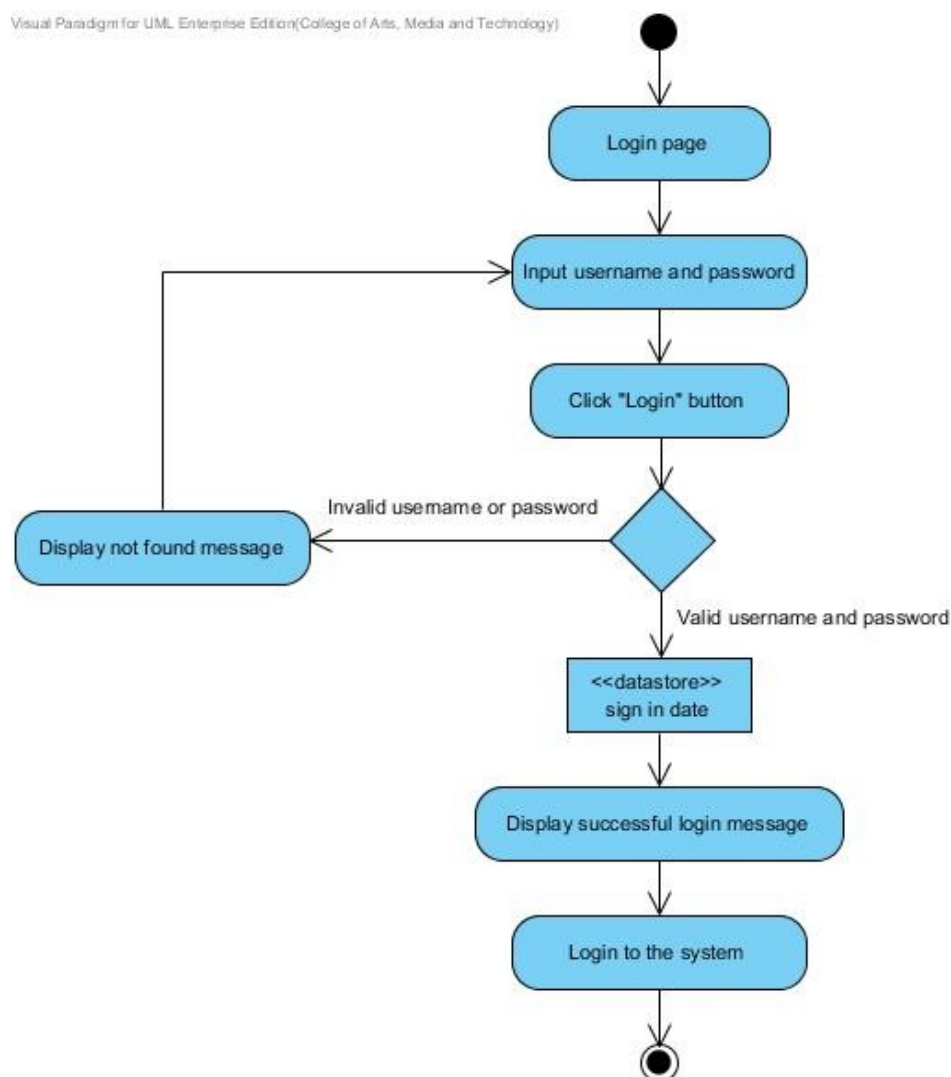 Visual Paradigm for UML Enterprise Edition(College of Arts, Media and Technology)
Login page
Input username and password
Click "Login" button
Invalid username or password
Display not found message
Valid username and password
<<datastore>>
sign in date
Display successful login message
Login to the system